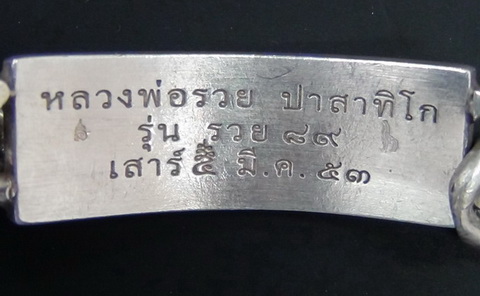 หลวงพ่อรวย ปาสาทิโก
รุ่น รวย ๘๙
เสาร์ ๕ มี.ค. ๕๓